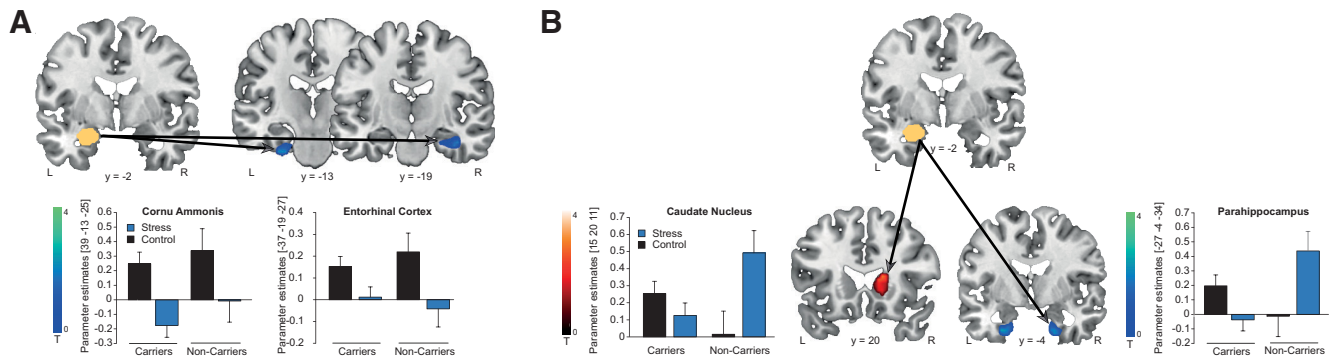 A
L
y = -2
R
L
y = -13
y = -19
R
4
0
T
Parameter estimates [39 -13 -25]
Cornu Ammonis
Stress
Control
0.6
0.5
0.4
0.3
0.2
0.1
0
-0.1
-0.2
-0.3
Carriers
Non-Carriers
Parameter estimates [-37 -19 -27]
Entorhinal Cortex
0.4
0.3
0.2
0.1
0
-0.1
-0.2
Carriers
Non-Carriers
B
L
y = -2
R
4
0
T
Parameter estimates [15 20 11]
Caudate Nucleus
Stress
Control
0.7
0.6
0.5
0.4
0.3
0.2
0.1
0
Carriers
Non-Carriers
L
y = 20
R
L
y = -4
R
4
0
T
Parameter estimates [-27 -4 -34]
Parahippocampus
0.7
0.6
0.5
0.4
0.3
0.2
0.1
0
-0.1
-0.2
Carriers
Non-Carriers